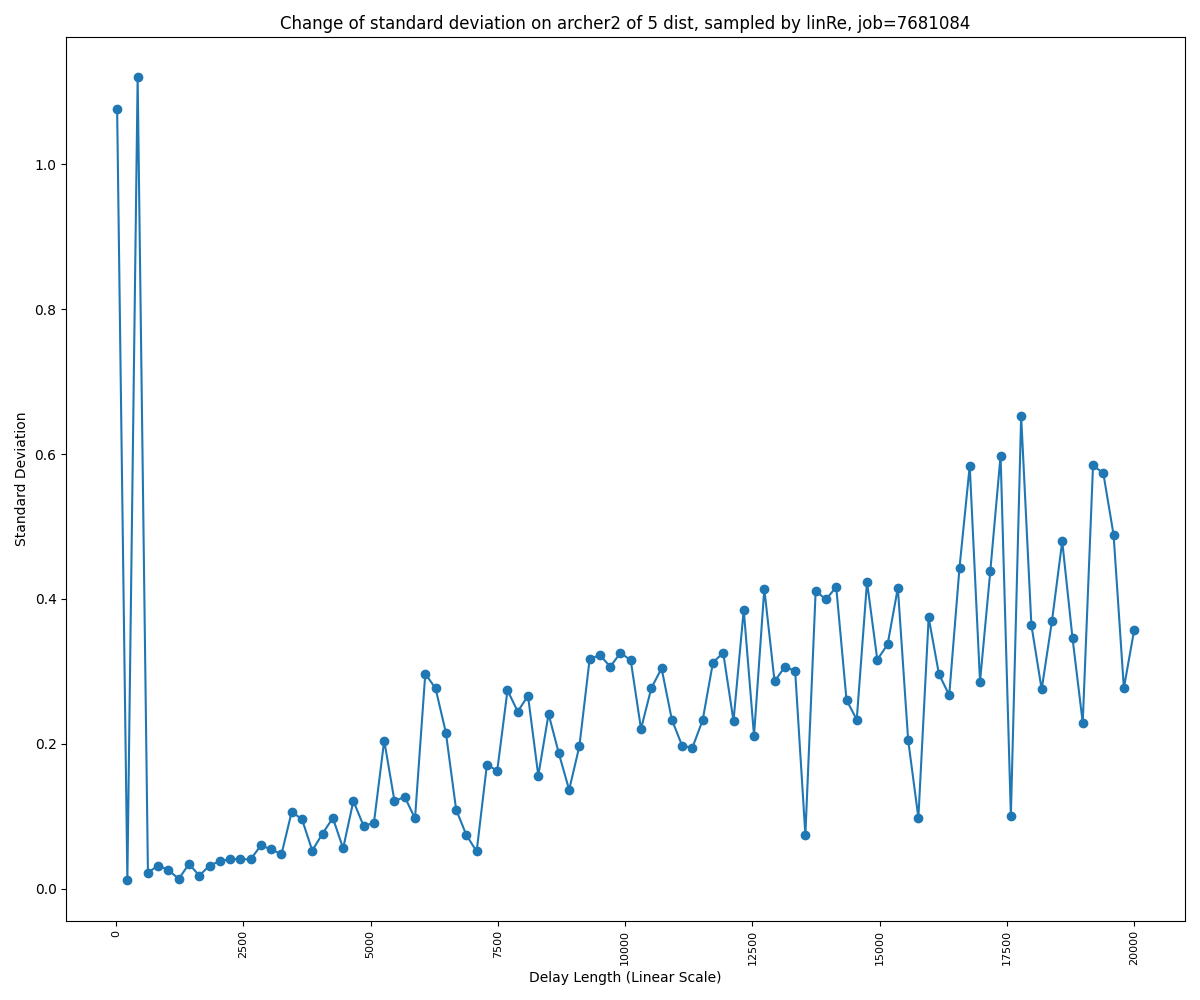 Change of standard deviation on archer2 of 5 dist, sampled by linRe, job=7681084
Standard Deviation
1.0
0.8
0.6
0.4
0.2
0.0
0 2500 5000 7500 10000 12500 15000 17500 20000
Delay Length (Linear Scale)